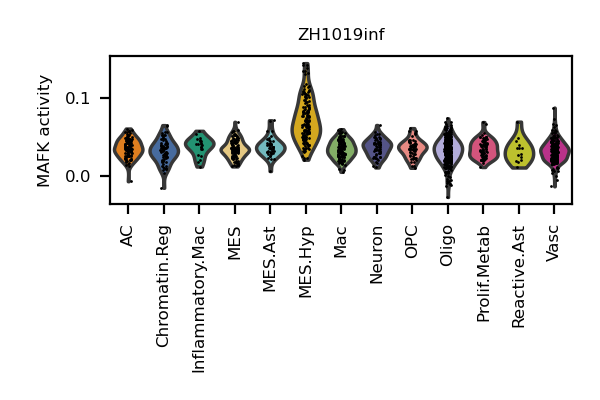 ZH1019inf
MAFK activity
0.1
0.0
AC
Chromatin.Reg
Inflammatory.Mac
MES
MES.Ast
MES.Hyp
Mac
Neuron
OPC
Oligo
Prolif.Metab
Reactive.Ast
Vasc